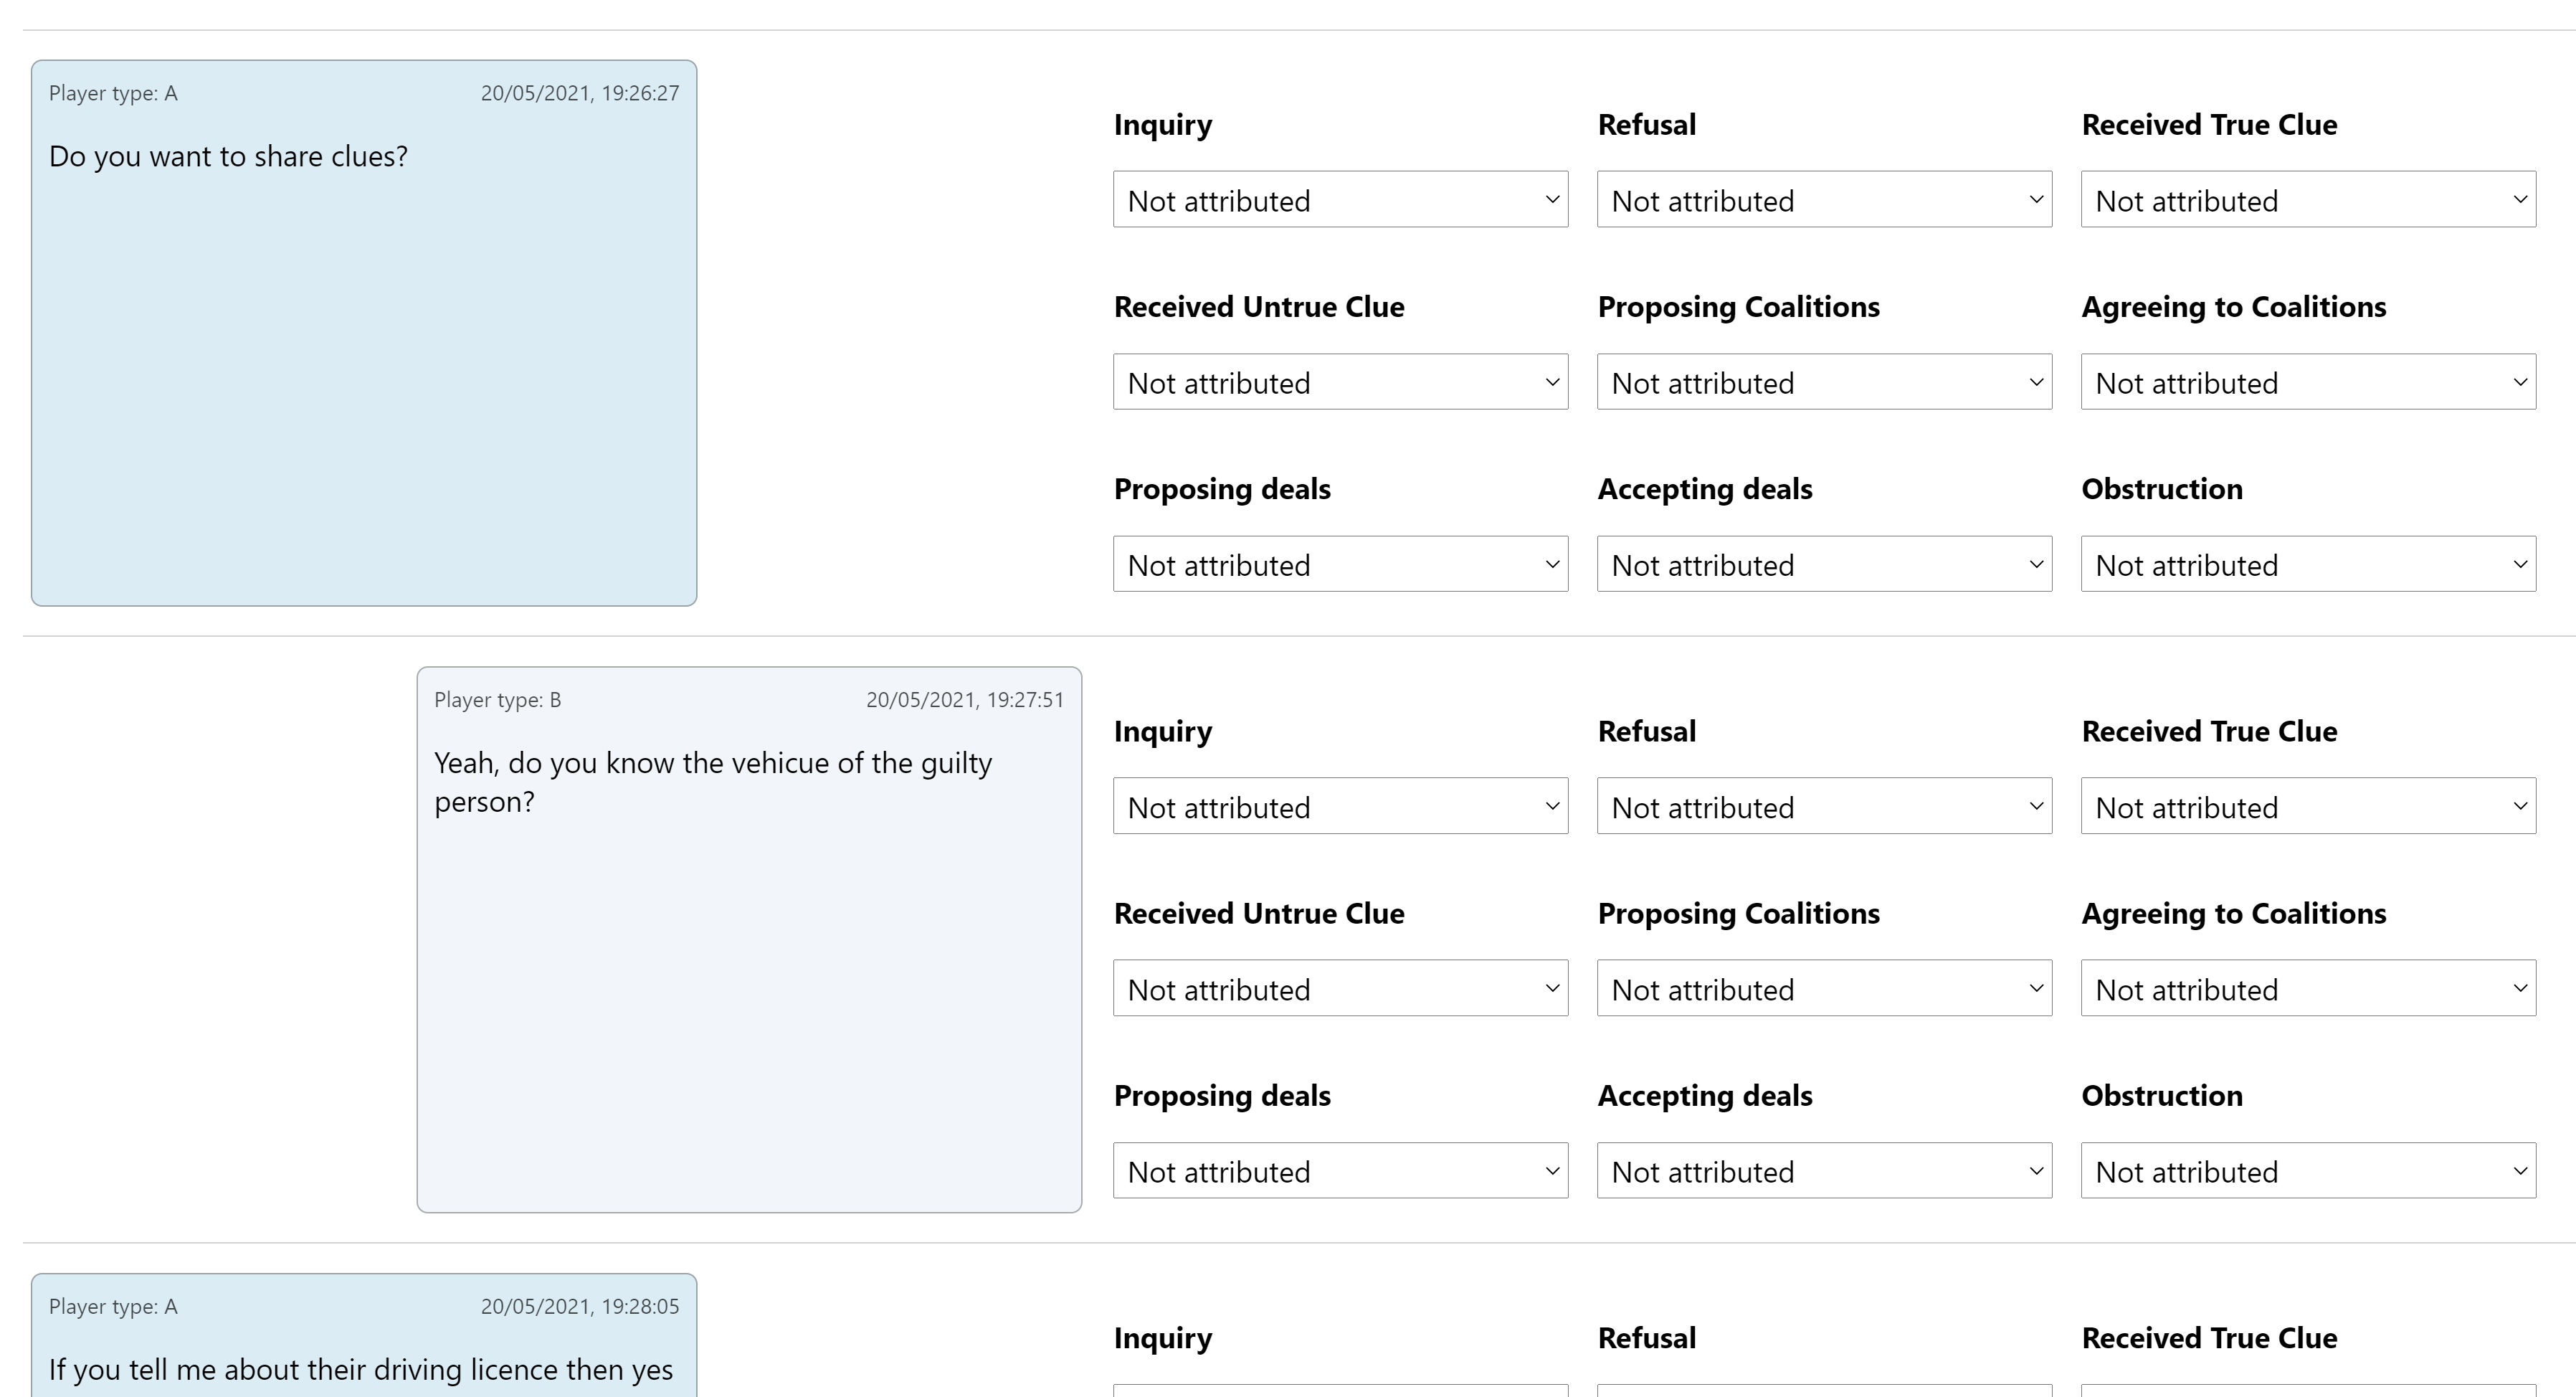 Player type: A 20/05/2021, 19:26:27
Do you want to share clues?
Inquiry Refusal Received True Clue
Not attributed Not attributed Not attributed
Received Untrue Clue Proposing Coalitions Agreeing to Coalitions
Not attributed Not attributed Not attributed
Proposing deals Accepting deals Obstruction
Not attributed Not attributed Not attributed
Player type: B 20/05/2021, 19:27:51
Yeah, do you know the vehicue of the guilty
person?
Inquiry Refusal Received True Clue
Not attributed Not attributed Not attributed
Received Untrue Clue Proposing Coalitions Agreeing to Coalitions
Not attributed Not attributed Not attributed
Proposing deals Accepting deals Obstruction
Not attributed Not attributed Not attributed
Player type: A 20/05/2021, 19:28:05
If you tell me about their driving licence then yes
Inquiry Refusal Received True Clue